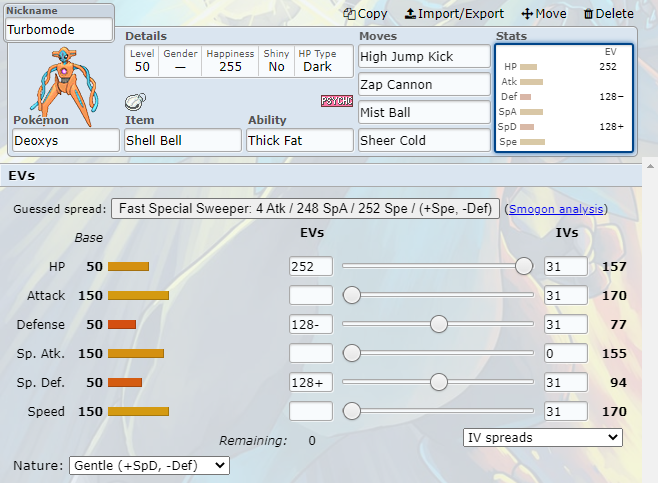 Nickname
Copy Import/Export Move Delete
Turbomode
Details
Moves
Stats
Level Gender Happiness Shiny HP Type
50 — 255 No Dark
High Jump Kick
Zap Cannon
Mist Ball
Sheer Cold
EV
HP 252
Atk
Def 128−
SpA
SpD 128+
Spe
PSYCHC
Pokémon Item Ability
Deoxys Shell Bell Thick Fat
EVs
Guessed spread: Fast Special Sweeper: 4 Atk / 248 SpA / 252 Spe / (+Spe, -Def) (Smogon analysis)
Base EVs IVs
HP 50 252 31 157
Attack 150 31 170
Defense 50 128- 31 77
Sp. Atk. 150 0 155
Sp. Def. 50 128+ 31 94
Speed 150 31 170
Remaining: 0 IV spreads
Nature: Gentle (+SpD, -Def)